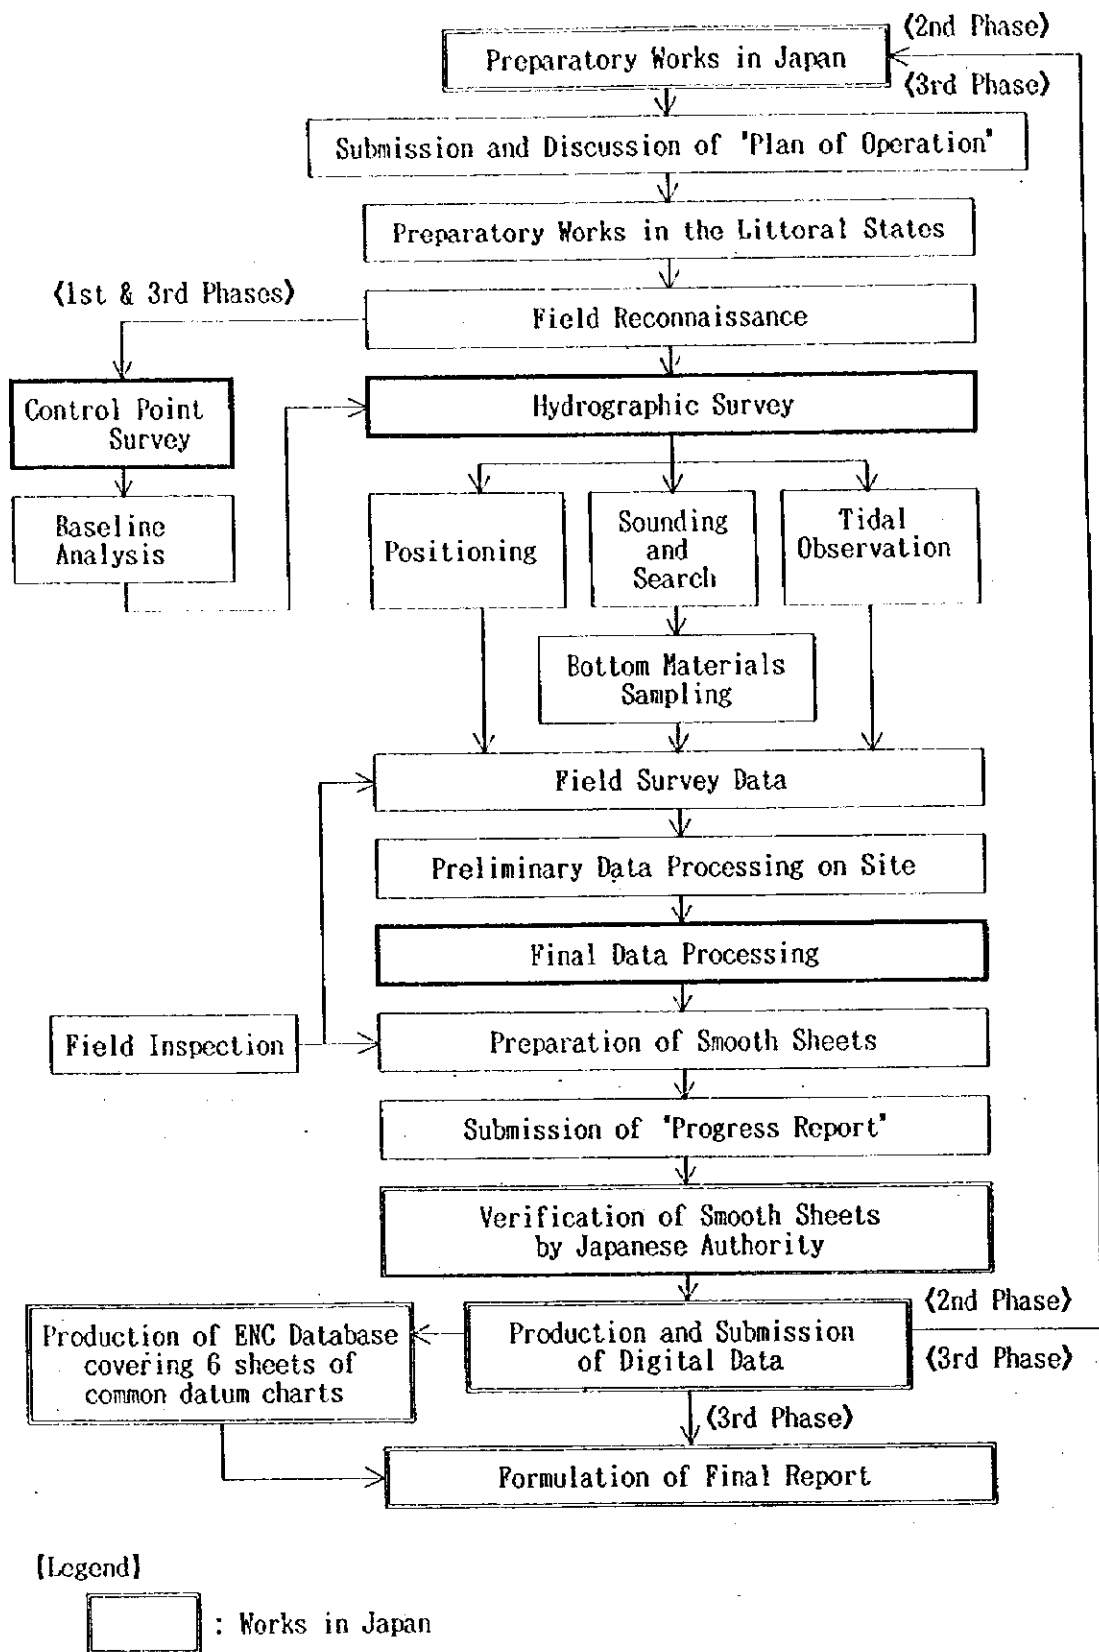 〈2nd Phase〉
Preparatory Works in Japan
〈3rd Phase〉
Submission and Discussion of "Plan of Operation"
Preparatory Works in the Littoral States
〈1st & 3rd Phases〉
Field Reconnaissance
Control Point
Survey
Hydrographic Survey
Baseline
Analysis
Positioning
Sounding
and
Search
Tidal
Observation
Bottom Materials
Sampling
Field Survey Data
Preliminary Data Processing on Site
Final Data Processing
Field Inspection
Preparation of Smooth Sheets
Submission of "Progress Report"
Verification of Smooth Sheets
by Japanese Authority
Production of ENC Database
covering 6 sheets of
common datum charts
Production and Submission
of Digital Data
〈2nd Phase〉
〈3rd Phase〉
〈3rd Phase〉
Formulation of Final Report
[Legend]
: Works in Japan